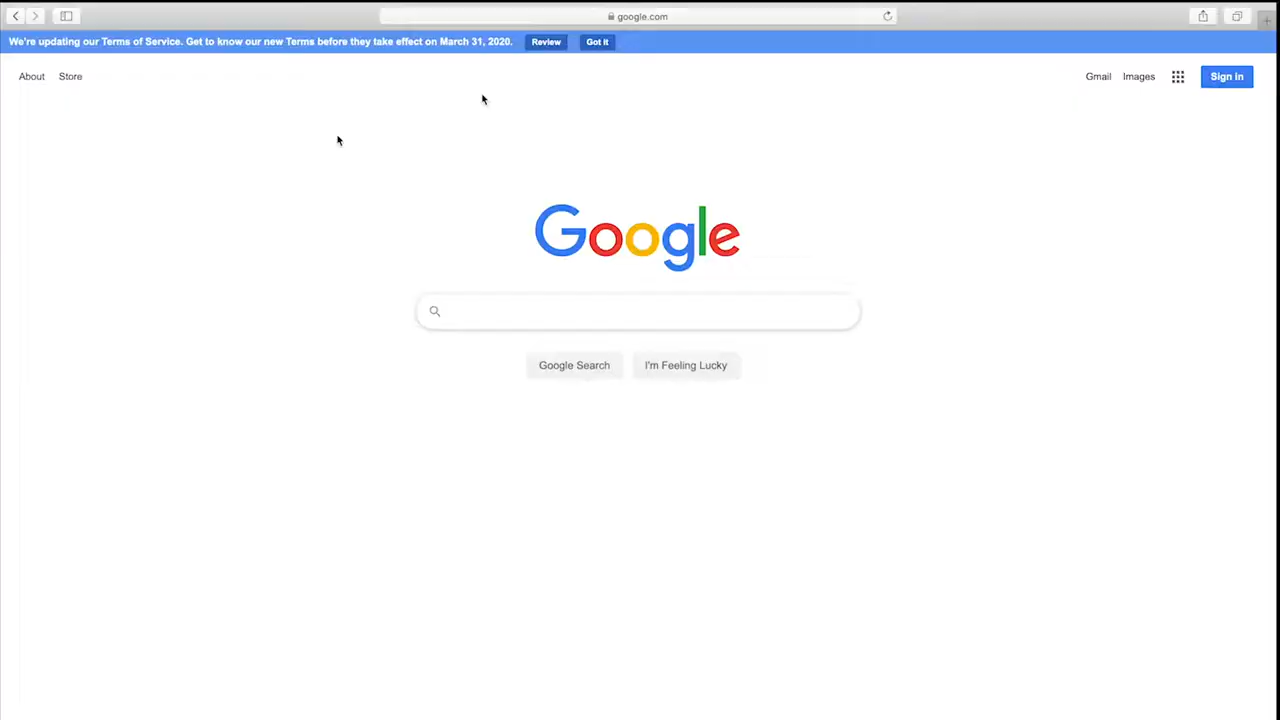 google.com
We're updating our Terms of Service. Get to know our new Terms before they take effect on March 31, 2020. Review Got it
About Store Gmail Images Sign in
Google
Google Search I'm Feeling Lucky